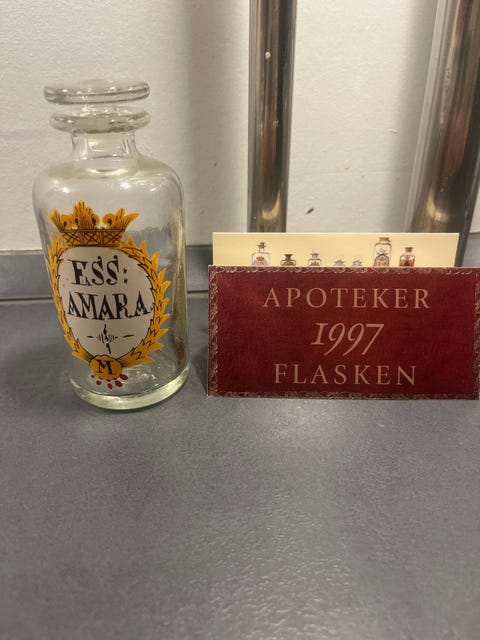 ESS:
AMARA
M
APOTEKER
1997
FLASKEN